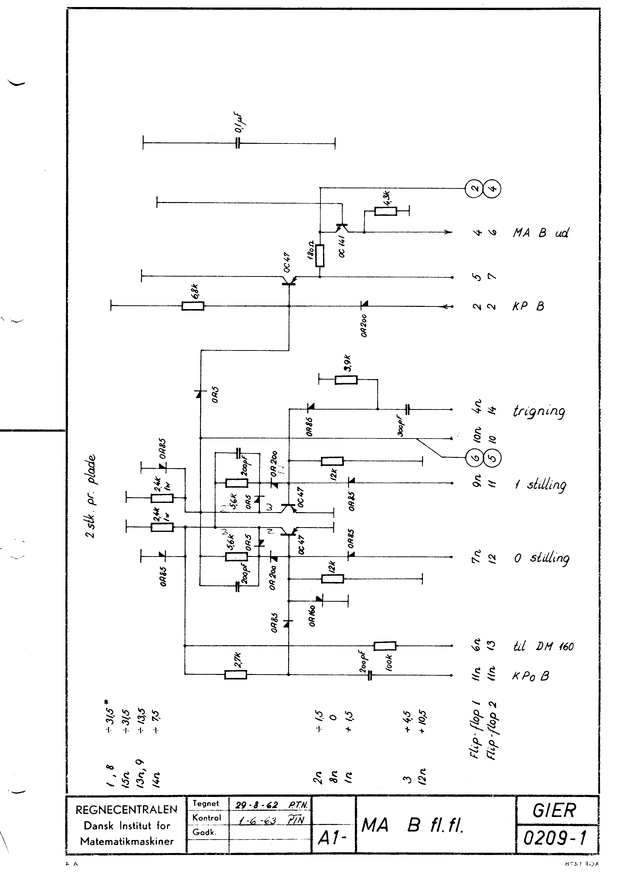 0,1µF
2 4
4,3k
OC 141
180Ω
4 6 MA B ud
OC47
5 7
6,8k
2 2 KP B
OA200
3,9k
OA5
OA86
300pF
4n 14 trigning
10n 10
6 5
2 stk. pr. plade
OA85
2,4k
1w
200pF
OA200
12k
5,6k
OA5
OC47
OA85
9n 11 1 stilling
2,4k
1w
OA85
5,6k
OA5
OC47
OA85
7n 12 0 stilling
200pF
OA200
12k
OA85
OA160
6n 13 til DM 160
2,7k
200pF
100k
11n 11n KPo B
Flip-flop 1
Flip-flop 2
1, 8 ÷31,5*
15n ÷31,5
13n, 9 ÷13,5
14n ÷7,5
2n ÷1,5
8n 0
1n +1,5
3 +4,5
12n +10,5
REGNECENTRALEN
Dansk Institut for
Matematikmaskiner
Tegnet 29-8-62 PTN.
Kontrol 1-6-63 PTN
Godk.
A1-
MA B fl.fl.
GIER
0209-1